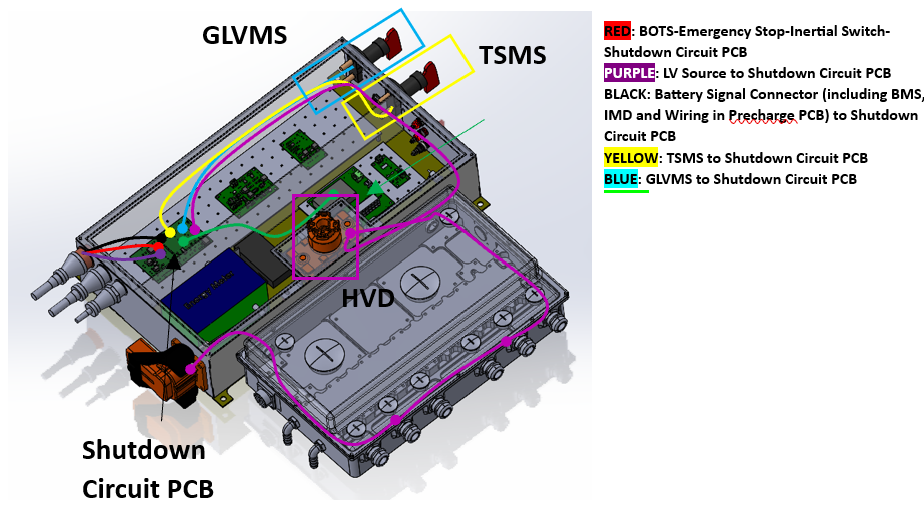 GLVMS
TSMS
HVD
Shutdown
Circuit PCB
RED: BOTS-Emergency Stop-Inertial Switch-
Shutdown Circuit PCB
PURPLE: LV Source to Shutdown Circuit PCB
BLACK: Battery Signal Connector (including BMS,
IMD and Wiring in Precharge PCB) to Shutdown
Circuit PCB
YELLOW: TSMS to Shutdown Circuit PCB
BLUE: GLVMS to Shutdown Circuit PCB